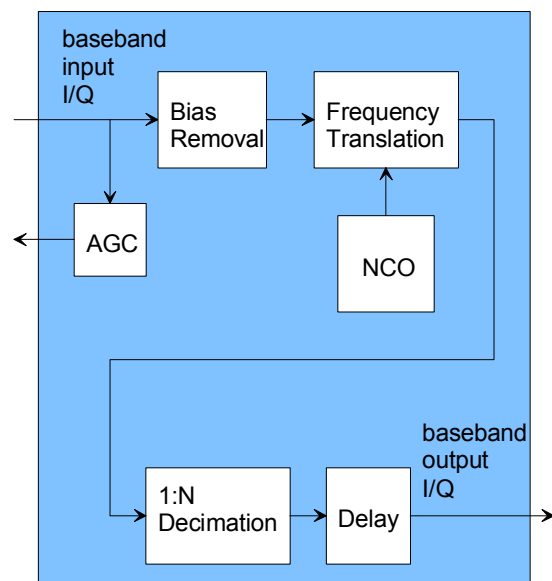 baseband
input
I/Q
Bias
Removal
Frequency
Translation
AGC
NCO
baseband
output
I/Q
1:N
Decimation
Delay